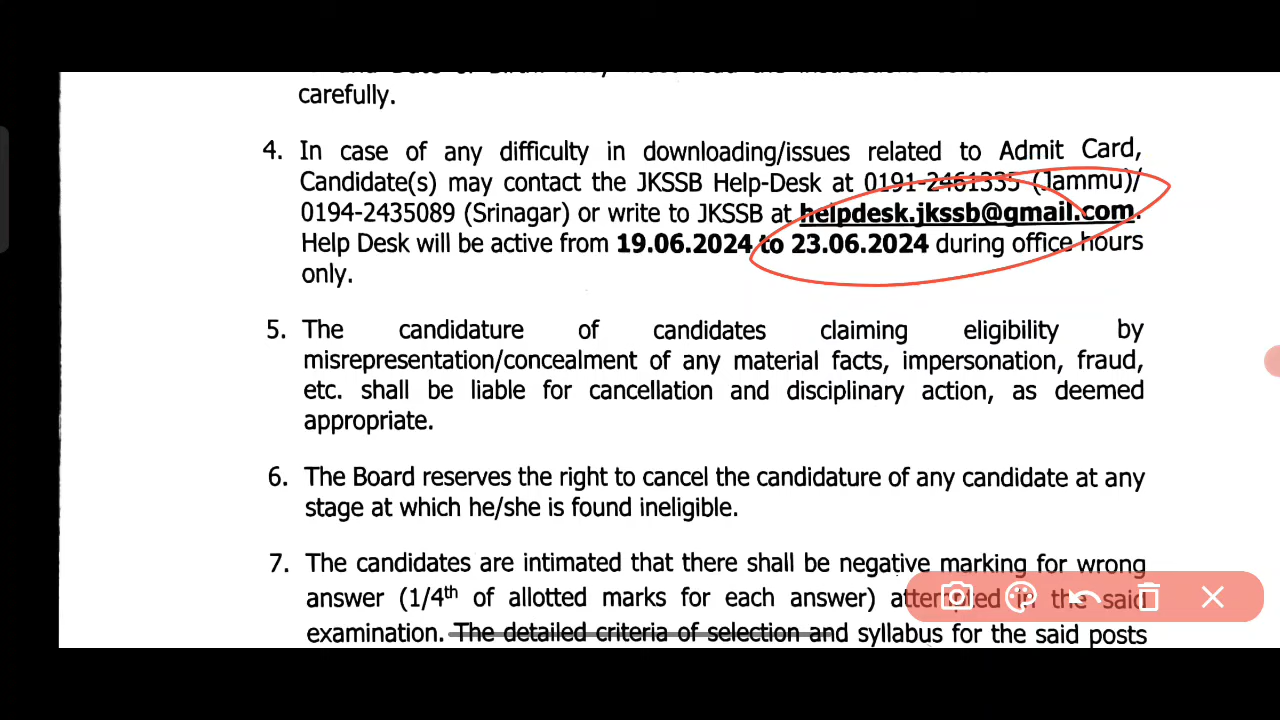 carefully.
4. In case of any difficulty in downloading/issues related to Admit Card,
Candidate(s) may contact the JKSSB Help-Desk at 0191-2461335 (Jammu)/
0194-2435089 (Srinagar) or write to JKSSB at helpdesk.jkssb@gmail.com.
Help Desk will be active from 19.06.2024 to 23.06.2024 during office hours
only.
5. The candidature of candidates claiming eligibility by
misrepresentation/concealment of any material facts, impersonation, fraud,
etc. shall be liable for cancellation and disciplinary action, as deemed
appropriate.
6. The Board reserves the right to cancel the candidature of any candidate at any
stage at which he/she is found ineligible.
7. The candidates are intimated that there shall be negative marking for wrong
answer (1/4th of allotted marks for each answer) attempted in the said
examination. The detailed criteria of selection and syllabus for the said posts